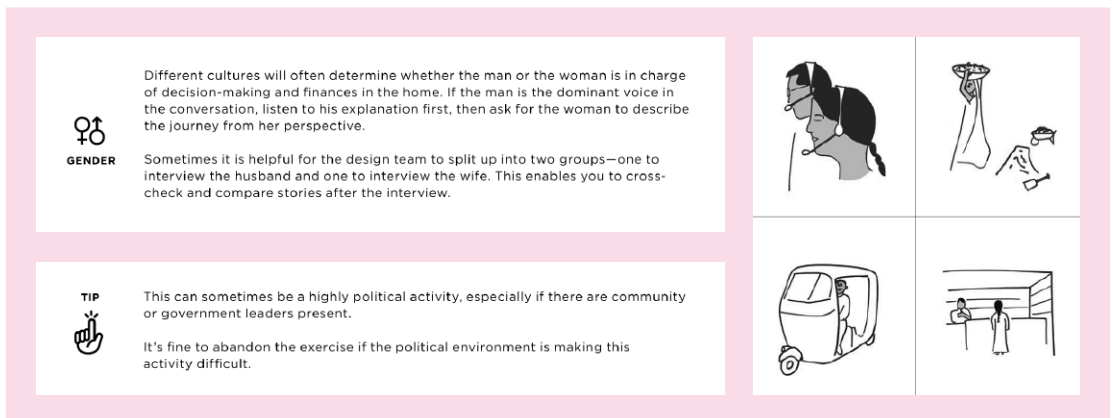 Different cultures will often determine whether the man or the woman is in charge
of decision-making and finances in the home. If the man is the dominant voice in
the conversation, listen to his explanation first, then ask for the woman to describe
the journey from her perspective.
GENDER
Sometimes it is helpful for the design team to split up into two groups—one to
interview the husband and one to interview the wife. This enables you to cross-
check and compare stories after the interview.
TIP
This can sometimes be a highly political activity, especially if there are community
or government leaders present.
It's fine to abandon the exercise if the political environment is making this
activity difficult.